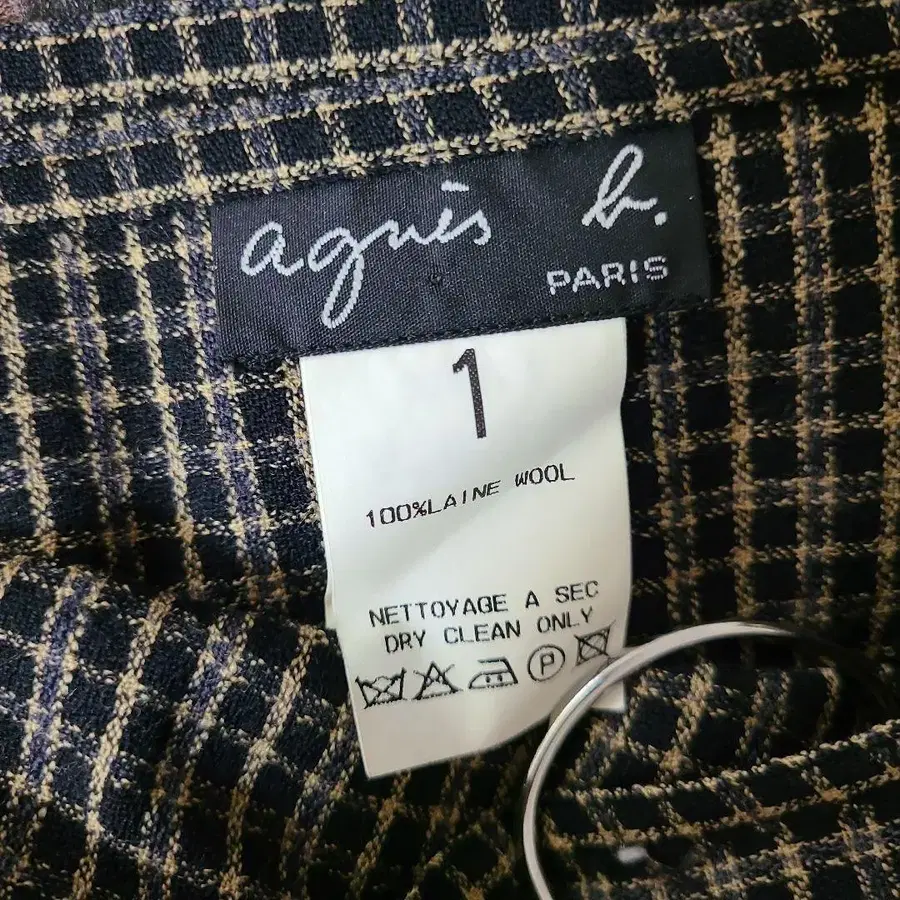 agnès b.
PARIS
1
100%LAINE WOOL
NETTOYAGE A SEC
DRY CLEAN ONLY
P